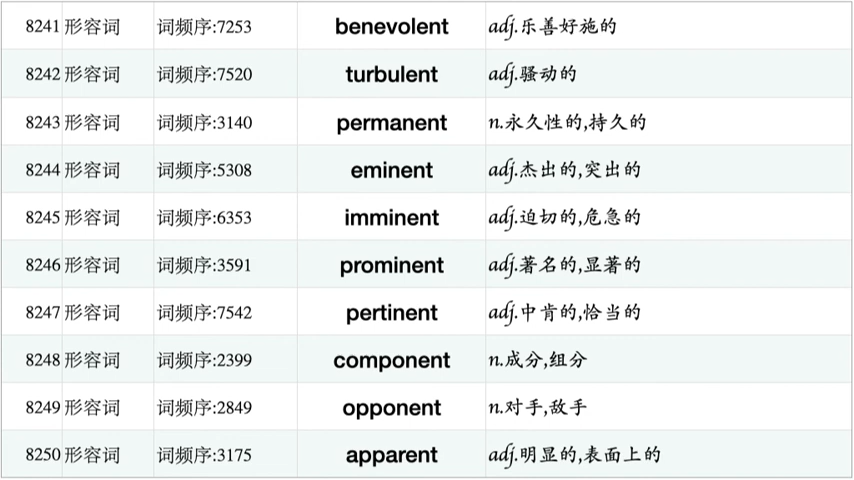 8241 形容词 词频序:7253 benevolent adj.乐善好施的
8242 形容词 词频序:7520 turbulent adj.骚动的
8243 形容词 词频序:3140 permanent n.永久性的,持久的
8244 形容词 词频序:5308 eminent adj.杰出的,突出的
8245 形容词 词频序:6353 imminent adj.迫切的,危急的
8246 形容词 词频序:3591 prominent adj.著名的,显著的
8247 形容词 词频序:7542 pertinent adj.中肯的,恰当的
8248 形容词 词频序:2399 component n.成分,组分
8249 形容词 词频序:2849 opponent n.对手,敌手
8250 形容词 词频序:3175 apparent adj.明显的,表面上的